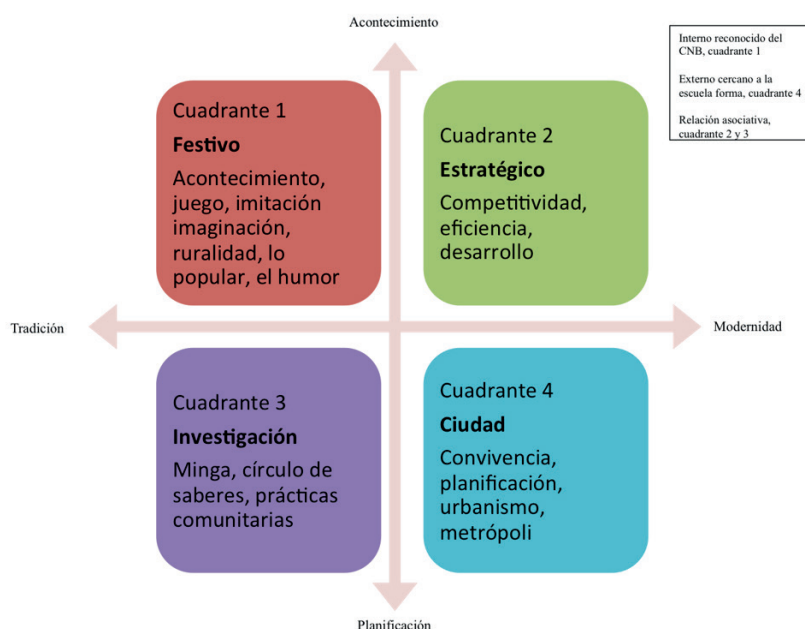 Acontecimiento
Interno reconocido del
CNB, cuadrante 1
Externo cercano a la
escuela forma, cuadrante 4
Relación asociativa,
cuadrante 2 y 3
Cuadrante 1
Festivo
Acontecimiento,
juego, imitación
imaginación,
ruralidad, lo
popular, el humor
Cuadrante 2
Estratégico
Competitividad,
eficiencia,
desarrollo
Tradición
Modernidad
Cuadrante 3
Investigación
Minga, círculo de
saberes, prácticas
comunitarias
Cuadrante 4
Ciudad
Convivencia,
planificación,
urbanismo,
metrópoli
Planificación